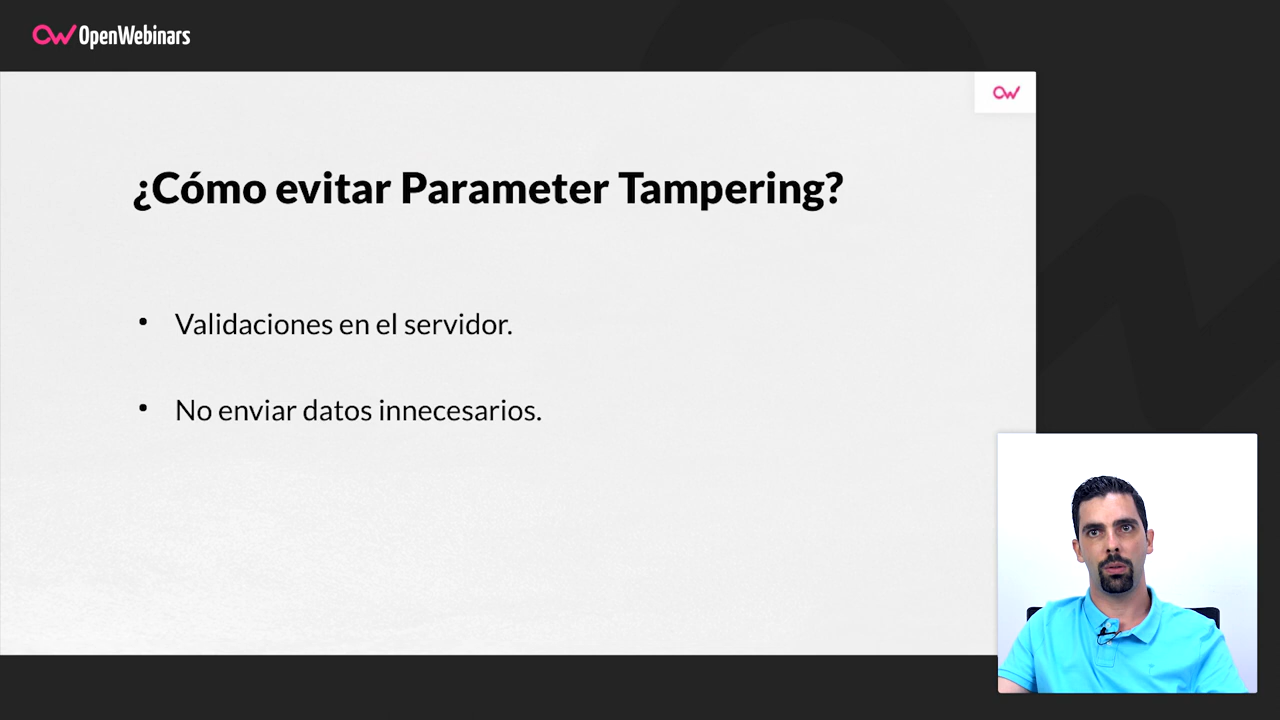 OpenWebinars
¿Cómo evitar Parameter Tampering?
• Validaciones en el servidor.
• No enviar datos innecesarios.